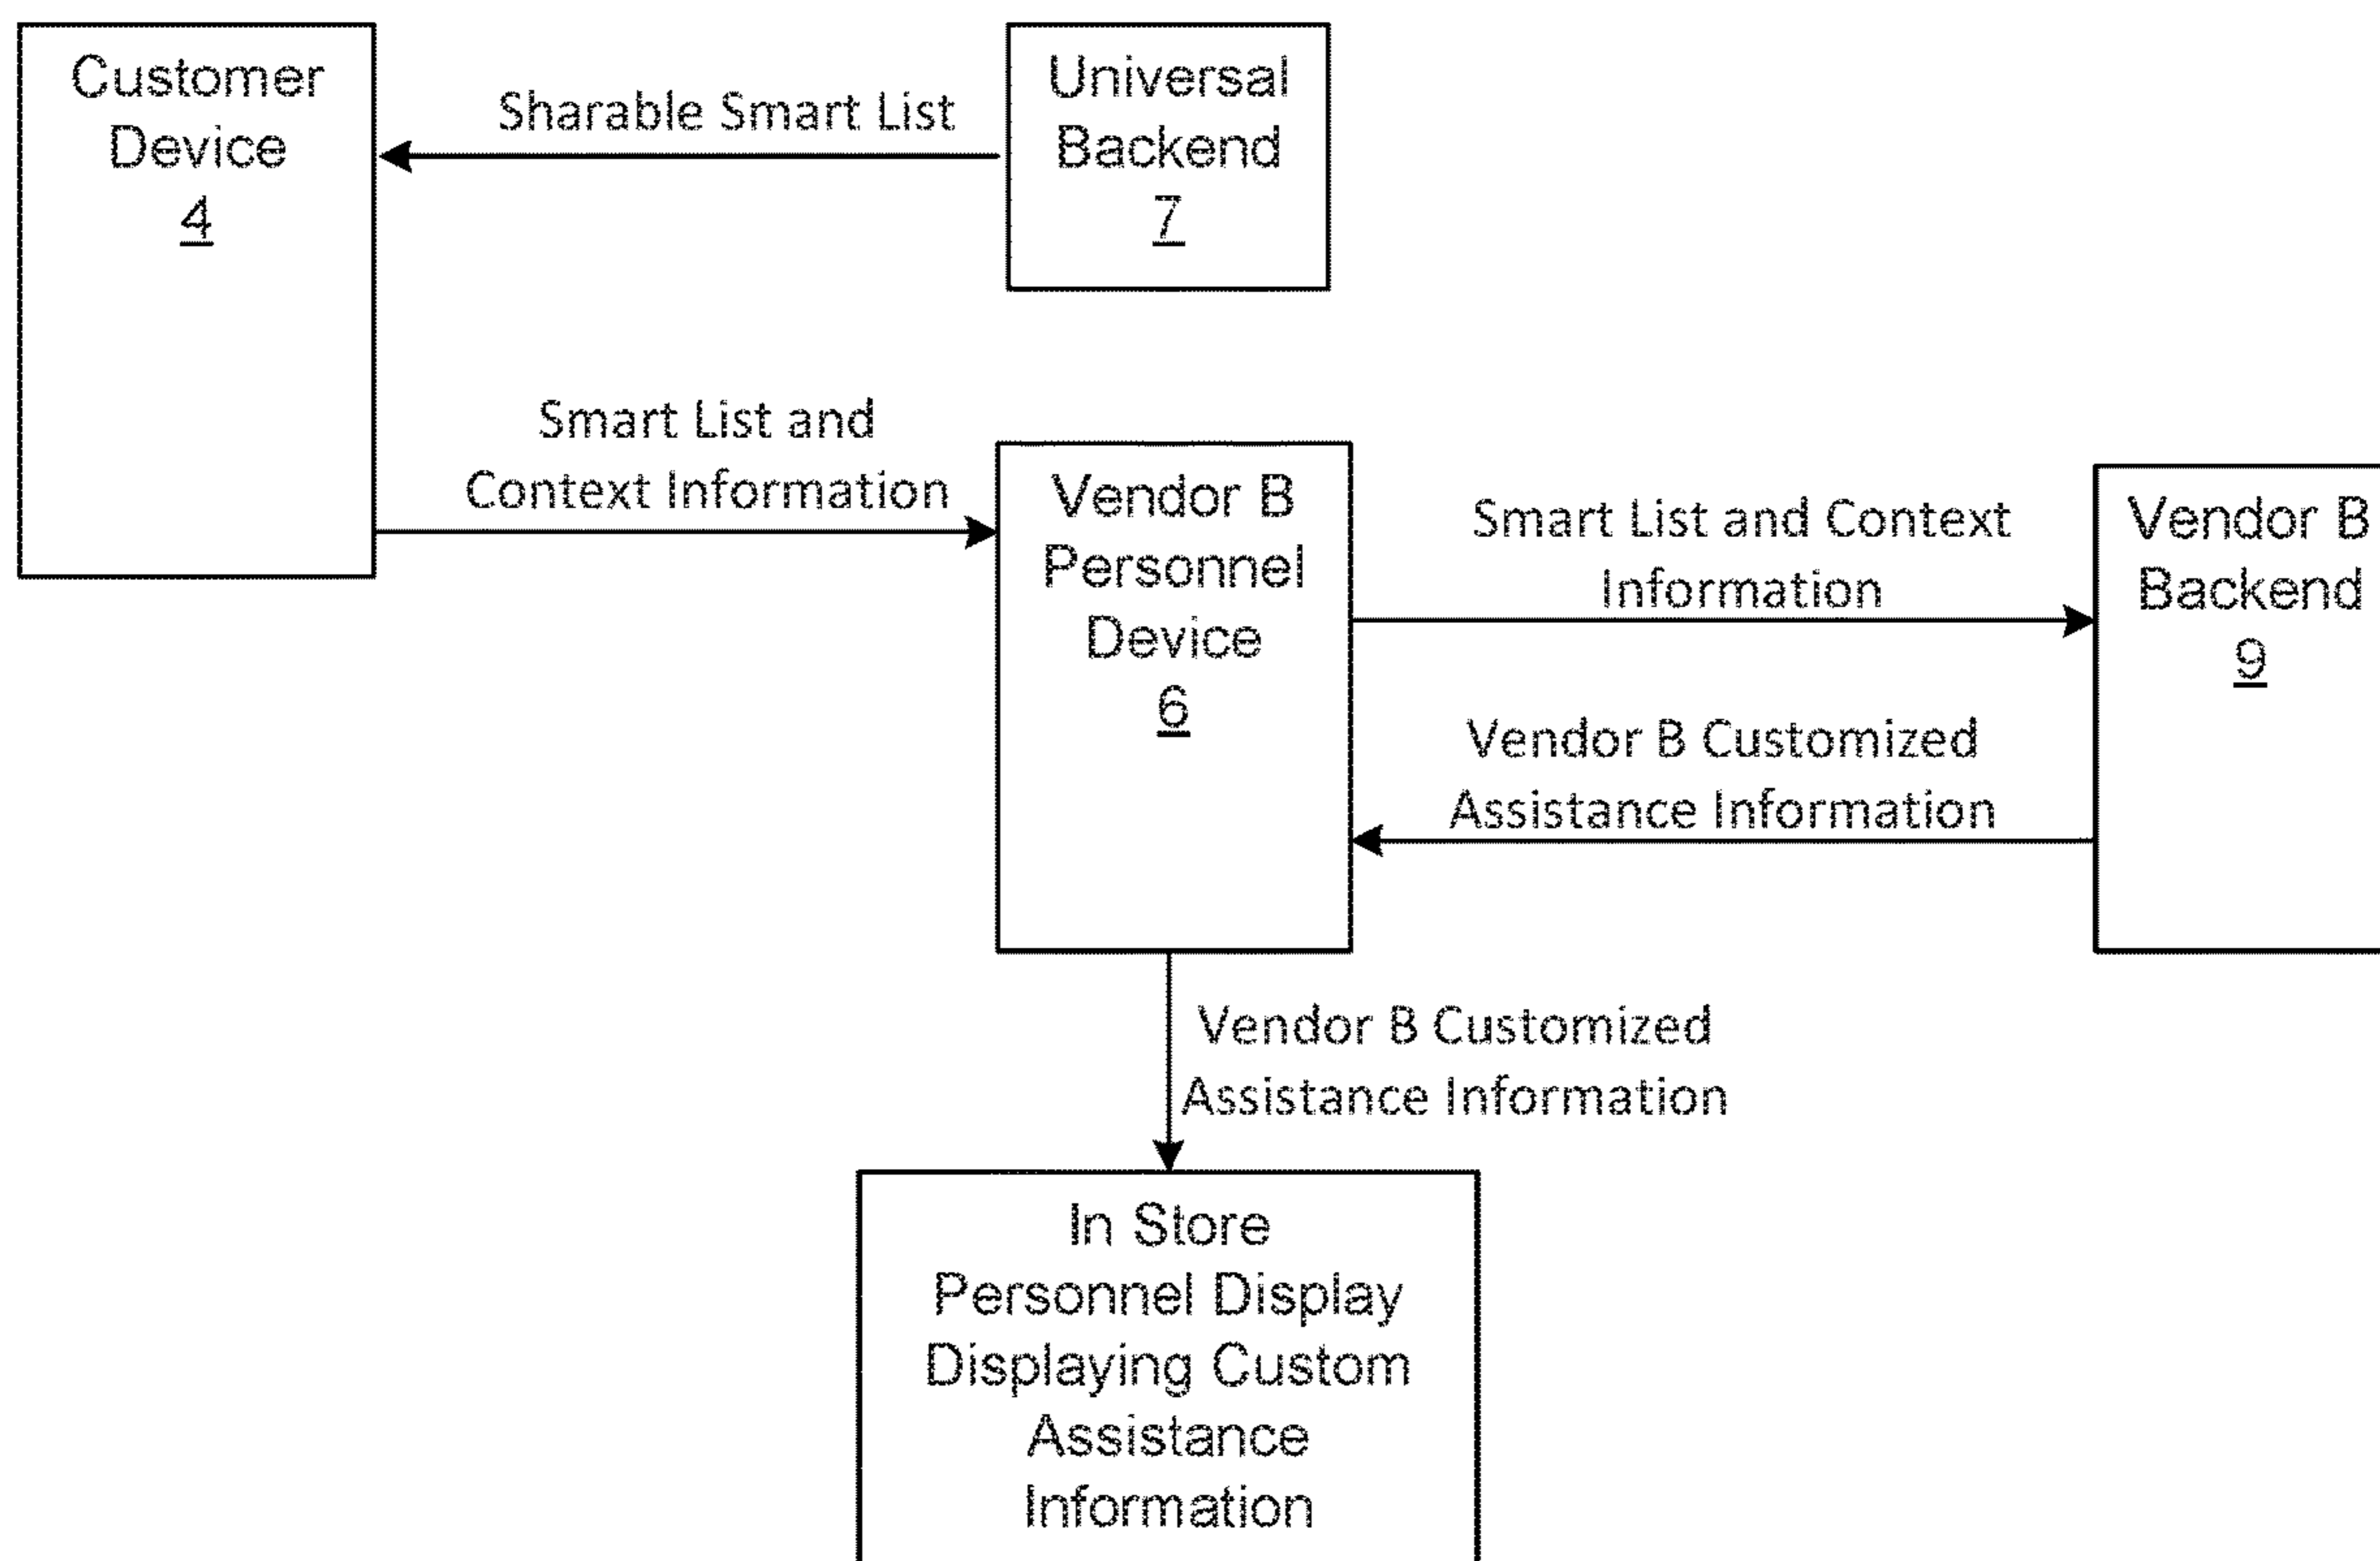 Customer
Device
4
Sharable Smart List
Universal
Backend
7
Smart List and
Context Information
Vendor B
Personnel
Device
6
Smart List and Context
Information
Vendor B
Backend
9
Vendor B Customized
Assistance Information
Vendor B Customized
Assistance Information
In Store
Personnel Display
Displaying Custom
Assistance
Information